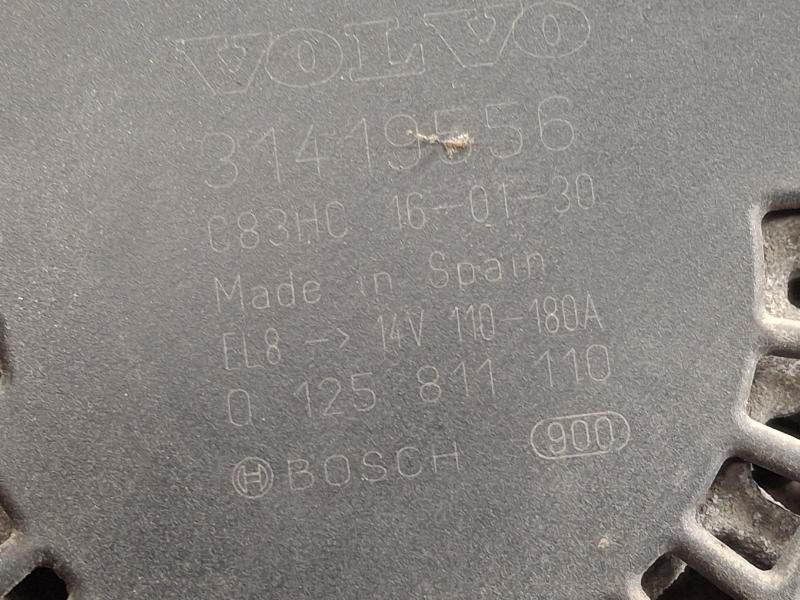 VOLVO
31419556
C83HC 16-01-30
Made in Spain
EL8 -> 14V 110-180A
0 125 811 110
BOSCH 900